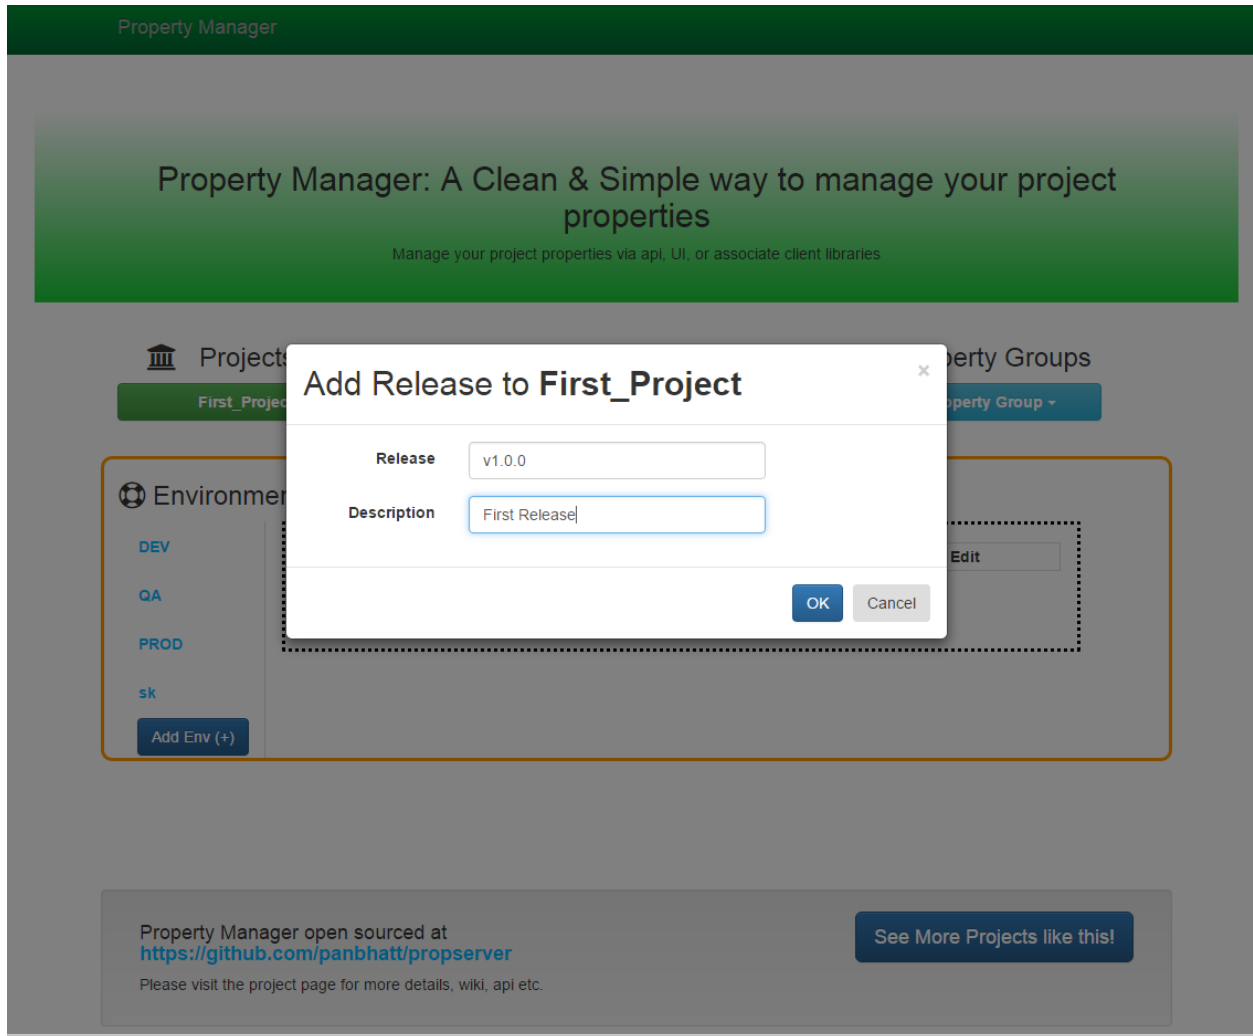 Property Manager
Property Manager: A Clean & Simple way to manage your project
properties
Manage your project properties via api, UI, or associate client libraries
Projects
First_Projec
Add Release to First_Project
×
Release
v1.0.0
Description
First Release
OK
Cancel
erty Groups
operty Group
Environmen
DEV
QA
PROD
sk
Add Env (+)
Edit
Property Manager open sourced at
https://github.com/panbhatt/propserver
Please visit the project page for more details, wiki, api etc.
See More Projects like this!